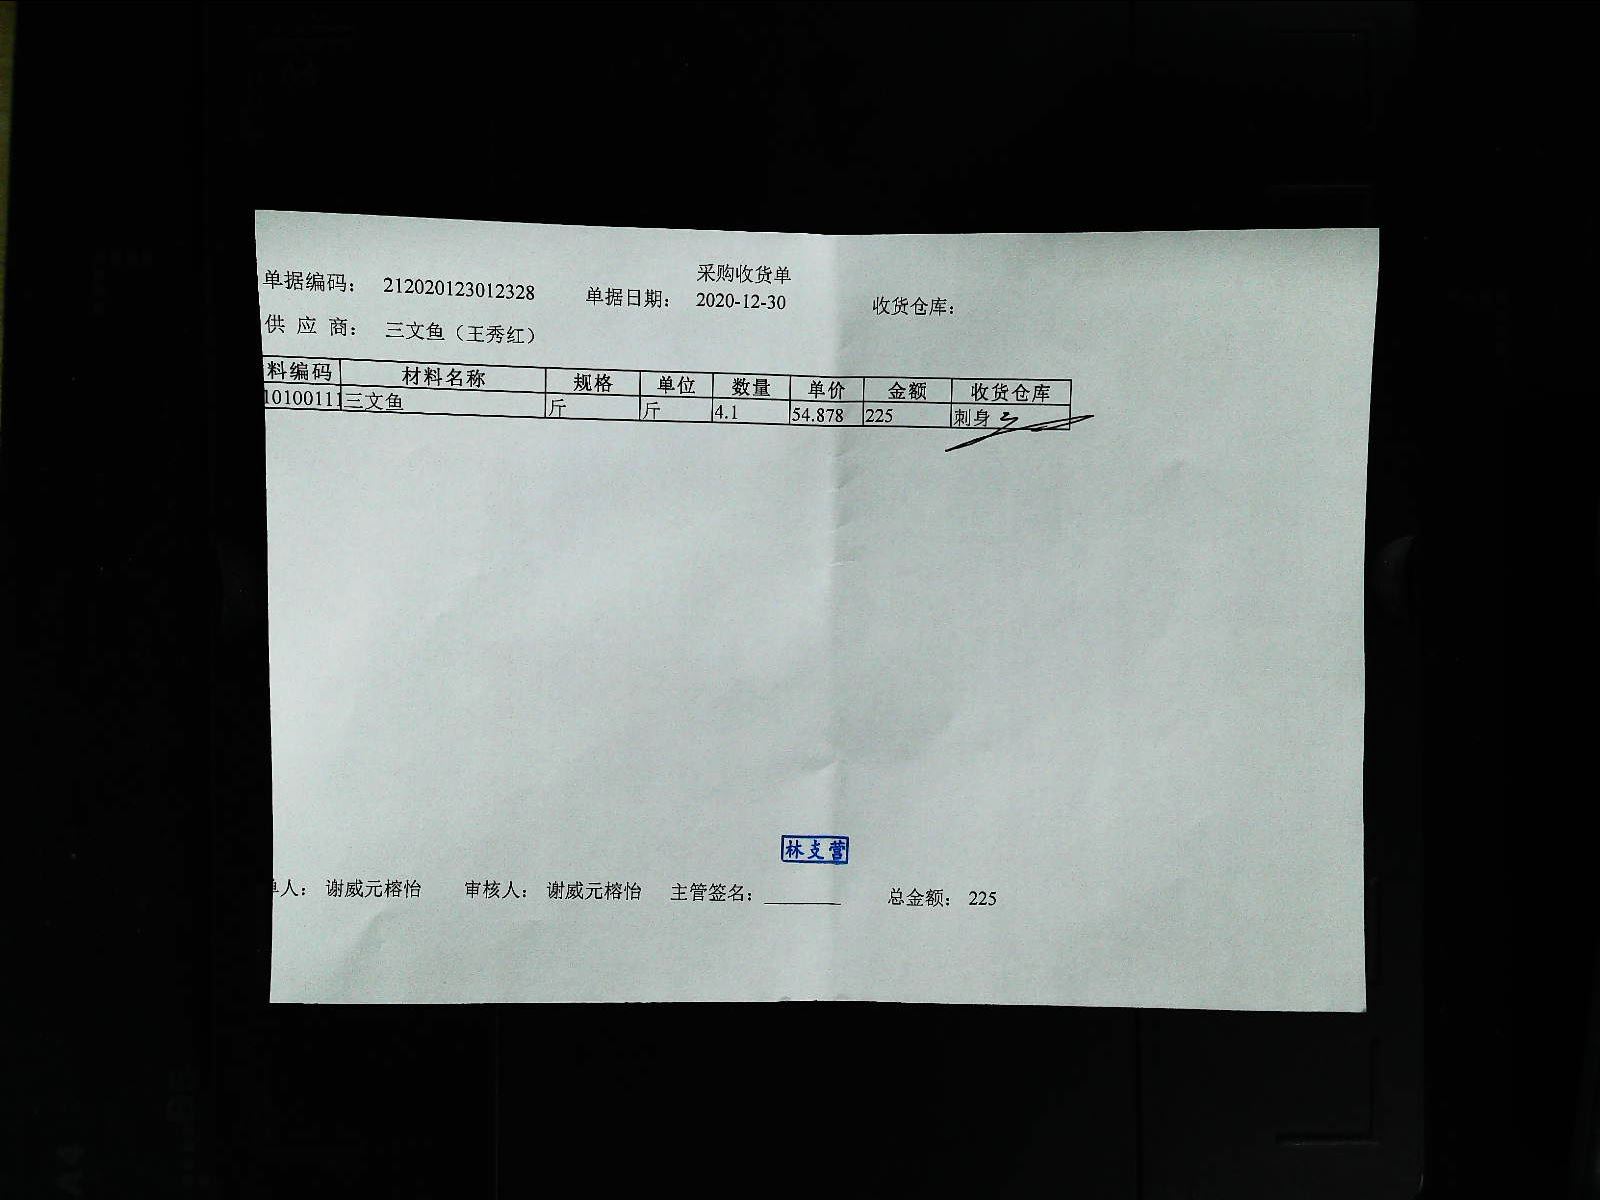 采购收货单
单据编码: 212020123012328 单据日期: 2020-12-30 收货仓库:
供 应 商: 三文鱼（王秀红）
料编码 材料名称 规格 单位 数量 单价 金额 收货仓库
10100111 三文鱼 斤 斤 4.1 54.878 225 刺身
林支营
单人: 谢威元榕怡 审核人: 谢威元榕怡 主管签名: ________ 总金额: 225